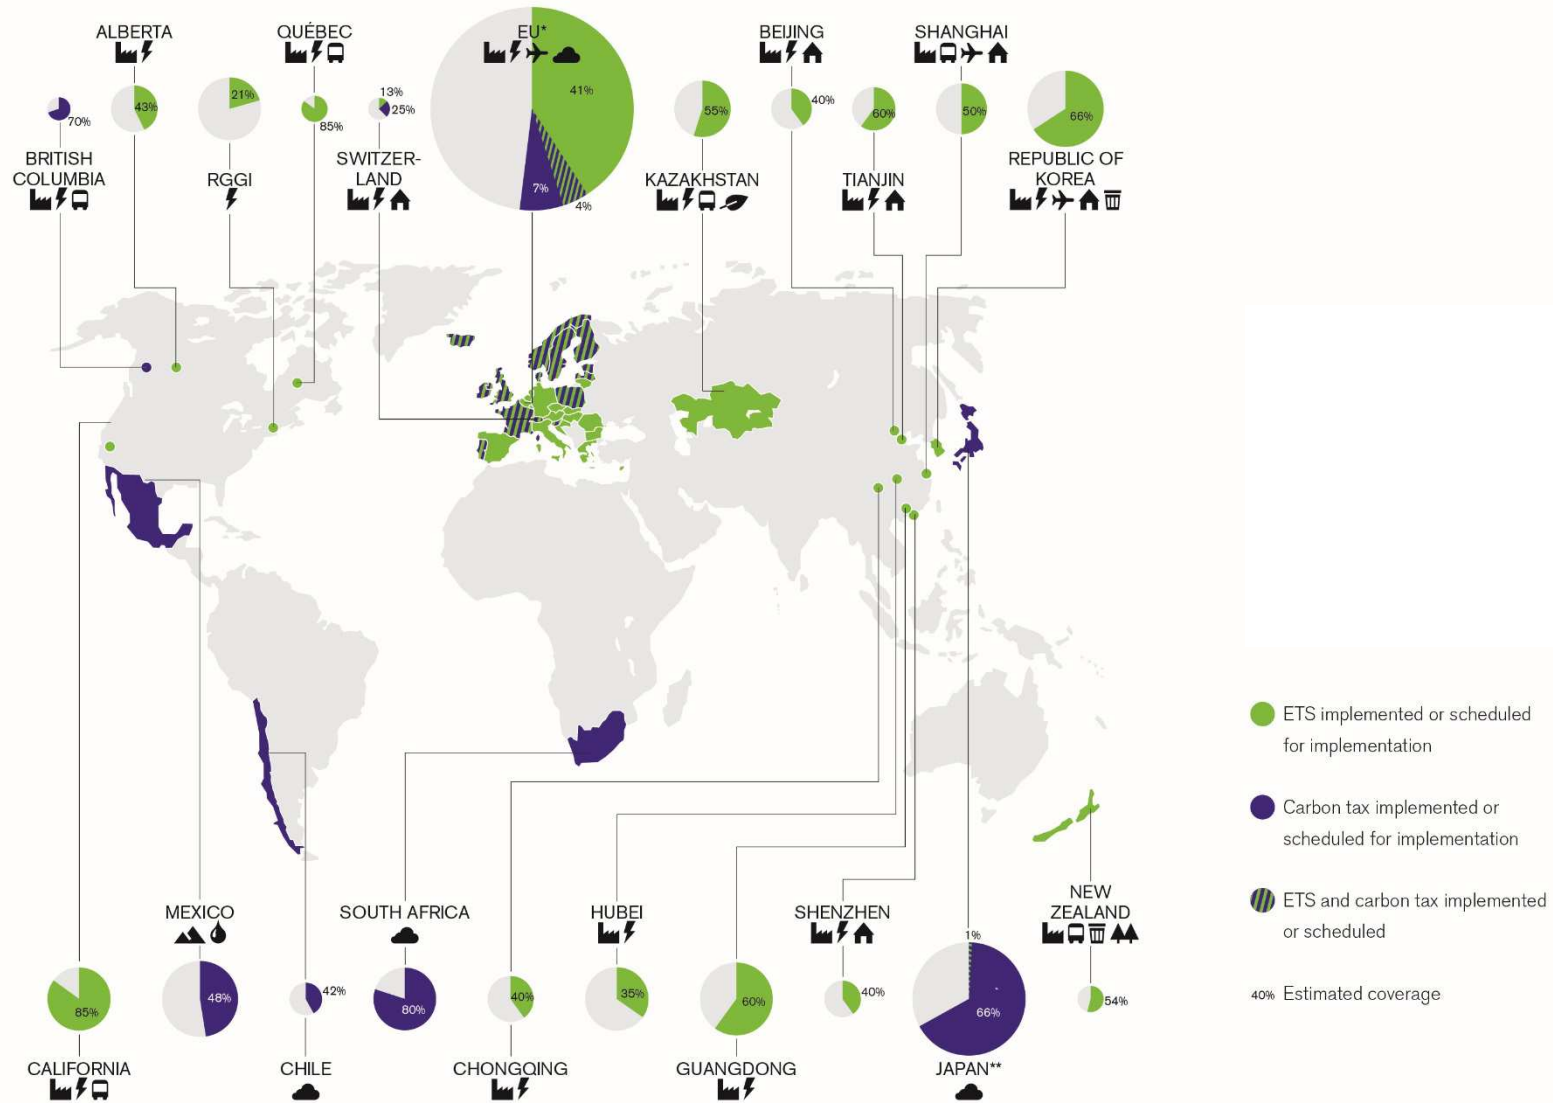 ALBERTA
43%
QUÉBEC
85%
EU*
41%
7%
4%
BEIJING
40%
SHANGHAI
50%
70%
BRITISH
COLUMBIA
21%
RGGI
13%
25%
SWITZER-
LAND
55%
KAZAKHSTAN
60%
TIANJIN
66%
REPUBLIC OF
KOREA
ETS implemented or scheduled
for implementation
Carbon tax implemented or
scheduled for implementation
ETS and carbon tax implemented
or scheduled
40% Estimated coverage
85%
CALIFORNIA
MEXICO
48%
42%
CHILE
SOUTH AFRICA
80%
40%
CHONGQING
HUBEI
35%
60%
GUANGDONG
SHENZHEN
40%
1%
66%
JAPAN**
NEW
ZEALAND
54%